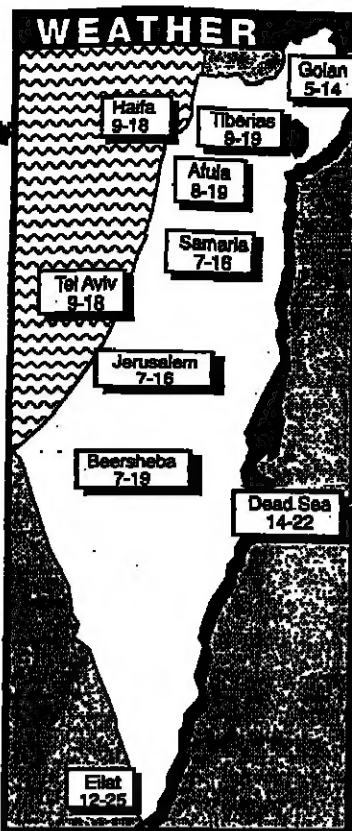 WEATHER
Golan
5-14
Haifa
9-18
Tiberias
9-19
Afula
8-19
Samaria
7-16
Tel Aviv
9-18
Jerusalem
7-16
Beersheba
7-19
Dead Sea
14-22
Eilat
12-25